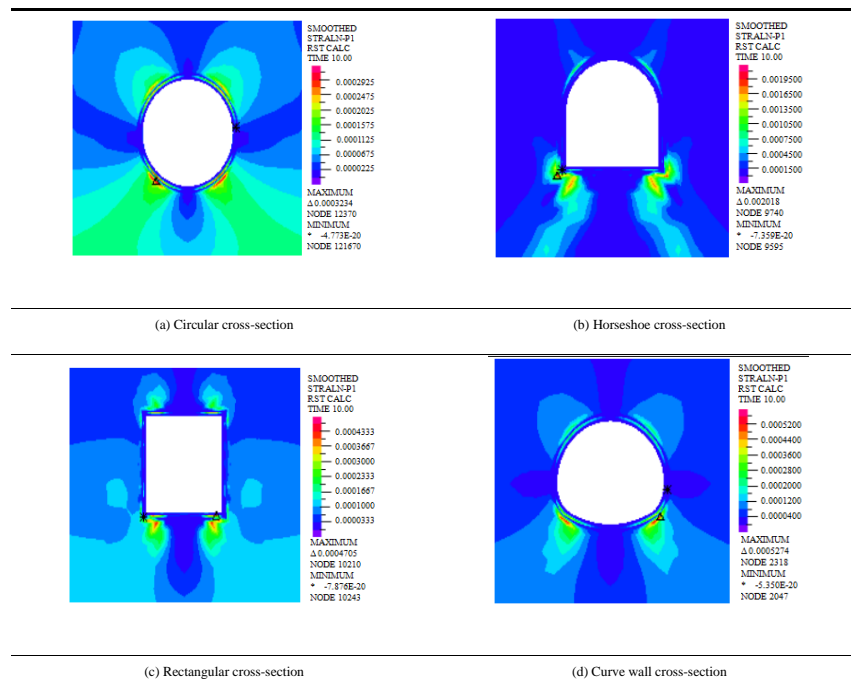 SMOOTHED
STRALN-P1
RST CALC
TIME 10.00
0.0002925
0.0002475
0.0002025
0.0001575
0.0001125
0.0000675
0.0000225
MAXIMUM
Δ 0.0003234
NODE 12370
MINIMUM
* -4.773E-20
NODE 121670
(a) Circular cross-section
SMOOTHED
STRALN-P1
RST CALC
TIME 10.00
0.0019500
0.0016500
0.0013500
0.0010500
0.0007500
0.0004500
0.0001500
MAXIMUM
Δ 0.002018
NODE 9740
MINIMUM
* -7.359E-20
NODE 9595
(b) Horseshoe cross-section
SMOOTHED
STRALN-P1
RST CALC
TIME 10.00
0.0004333
0.0003667
0.0003000
0.0002333
0.0001667
0.0001000
0.0000333
MAXIMUM
Δ 0.0004705
NODE 10210
MINIMUM
* -7.876E-20
NODE 10243
(c) Rectangular cross-section
SMOOTHED
STRALN-P1
RST CALC
TIME 10.00
0.0005200
0.0004400
0.0003600
0.0002800
0.0002000
0.0001200
0.0000400
MAXIMUM
Δ 0.0005274
NODE 2318
MINIMUM
* -5.350E-20
NODE 2047
(d) Curve wall cross-section